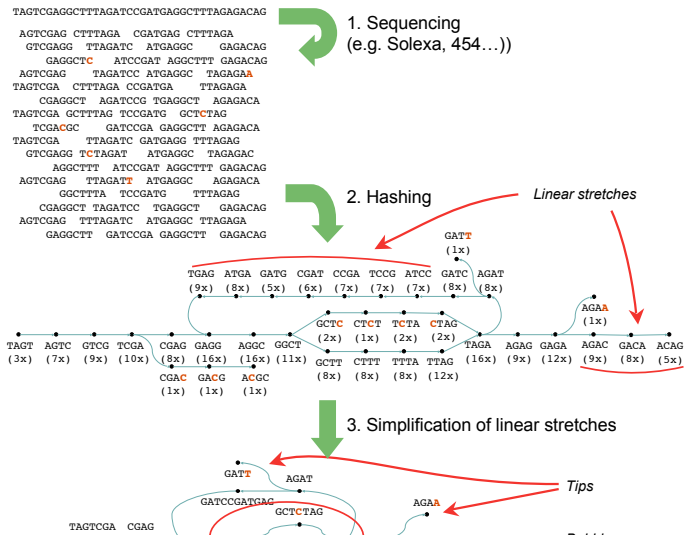 TAGTCGAGGCTTTAGATCCGATGAGGCTTTAGAGACAG
AGTCGAG CTTTAGA CGATGAG CTTTAGA
GTCGAGG TTAGATC ATGAGGC GAGACAG
GAGGCTC ATCCGAT AGGCTTT GAGACAG
AGTCGAG TAGATCC ATGAGGC TAGAGAA
TAGTCGA CTTTAGA CCGATGA TTAGAGA
CGAGGCT AGATCCG TGAGGCT AGAGACA
TAGTCGA GCTTTAG TCCGATG GCTCTAG
TCGACGC GATCCGA GAGGCTT AGAGACA
TAGTCGA TTAGATC GATGAGG TTTAGAG
GTCGAGG TCTAGAT ATGAGGC TAGAGAC
AGGCTTT ATCCGAT AGGCTTT GAGACAG
AGTCGAG TTAGATT ATGAGGC AGAGACA
GGCTTTA TCCGATG TTTAGAG
CGAGGCT TAGATCC TGAGGCT GAGACAG
AGTCGAG TTTAGATC ATGAGGC TTAGAGA
GAGGCTT GATCCGA GAGGCTT GAGACAG
1. Sequencing
(e.g. Solexa, 454...))
2. Hashing
Linear stretches
GATT
(1x)
TGAG ATGA GATG CGAT CCGA TCCG ATCC GATC AGAT
(9x) (8x) (5x) (6x) (7x) (7x) (7x) (8x) (8x)
AGAA
(1x)
GCTC CTCT TCTA CTAG
(2x) (1x) (2x) (2x)
TAGT AGTC GTCG TCGA CGAG GAGG AGGC GGCT TAGA AGAG GAGA AGAC GACA ACAG
(3x) (7x) (9x) (10x) (8x) (16x) (16x) (11x) (16x) (9x) (12x) (9x) (8x) (5x)
GCTT CTTT TTTA TTAG
(8x) (8x) (8x) (12x)
CGAC GACG ACGC
(1x) (1x) (1x)
3. Simplification of linear stretches
GATT
AGAT
Tips
GATCCGATGAG
AGAA
GCTCTAG
TAGTCGA CGAG